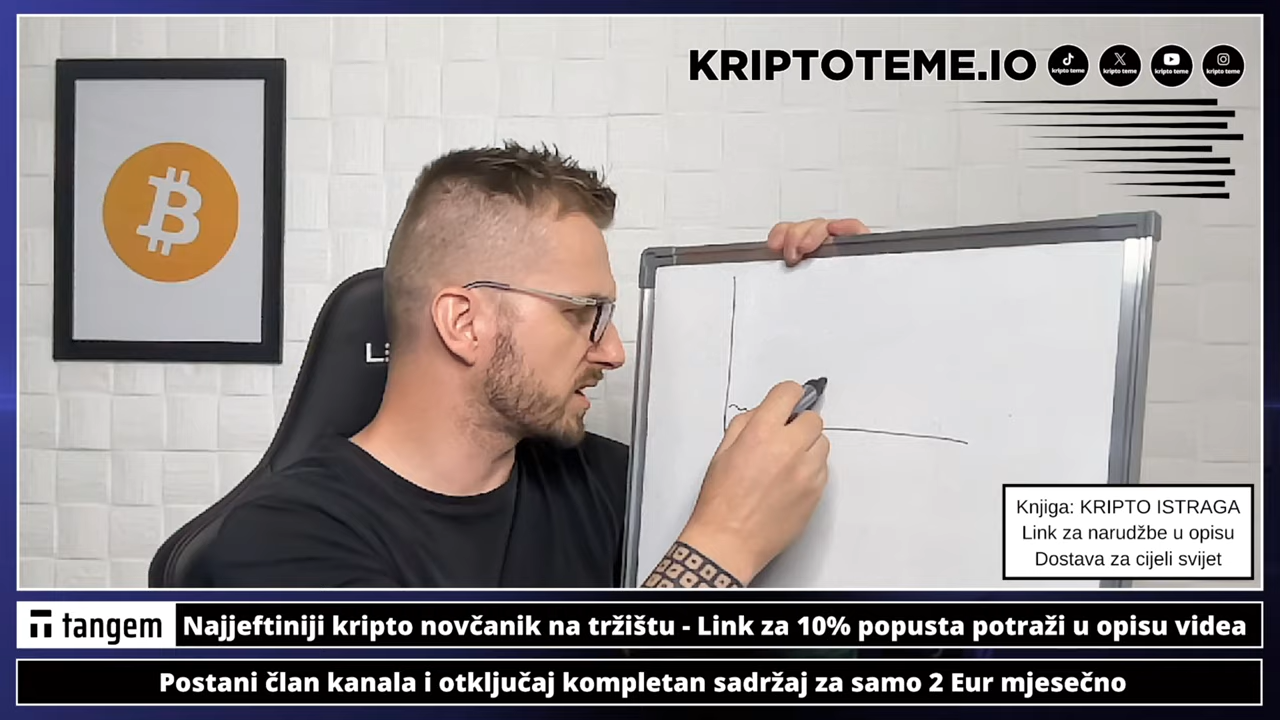 KRIPTOTEME.IO
kripto teme
kripto teme
kripto teme
kripto teme
Knjiga: KRIPTO ISTRAGA
Link za narudžbe u opisu
Dostava za cijeli svijet
tangem
Najjeftiniji kripto novčanik na tržištu - Link za 10% popusta potraži u opisu videa
Postani član kanala i otključaj kompletan sadržaj za samo 2 Eur mjesečno